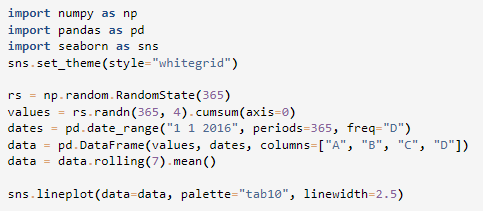 import numpy as np
import pandas as pd
import seaborn as sns
sns.set_theme(style="whitegrid")

rs = np.random.RandomState(365)
values = rs.randn(365, 4).cumsum(axis=0)
dates = pd.date_range("1 1 2016", periods=365, freq="D")
data = pd.DataFrame(values, dates, columns=["A", "B", "C", "D"])
data = data.rolling(7).mean()

sns.lineplot(data=data, palette="tab10", linewidth=2.5)